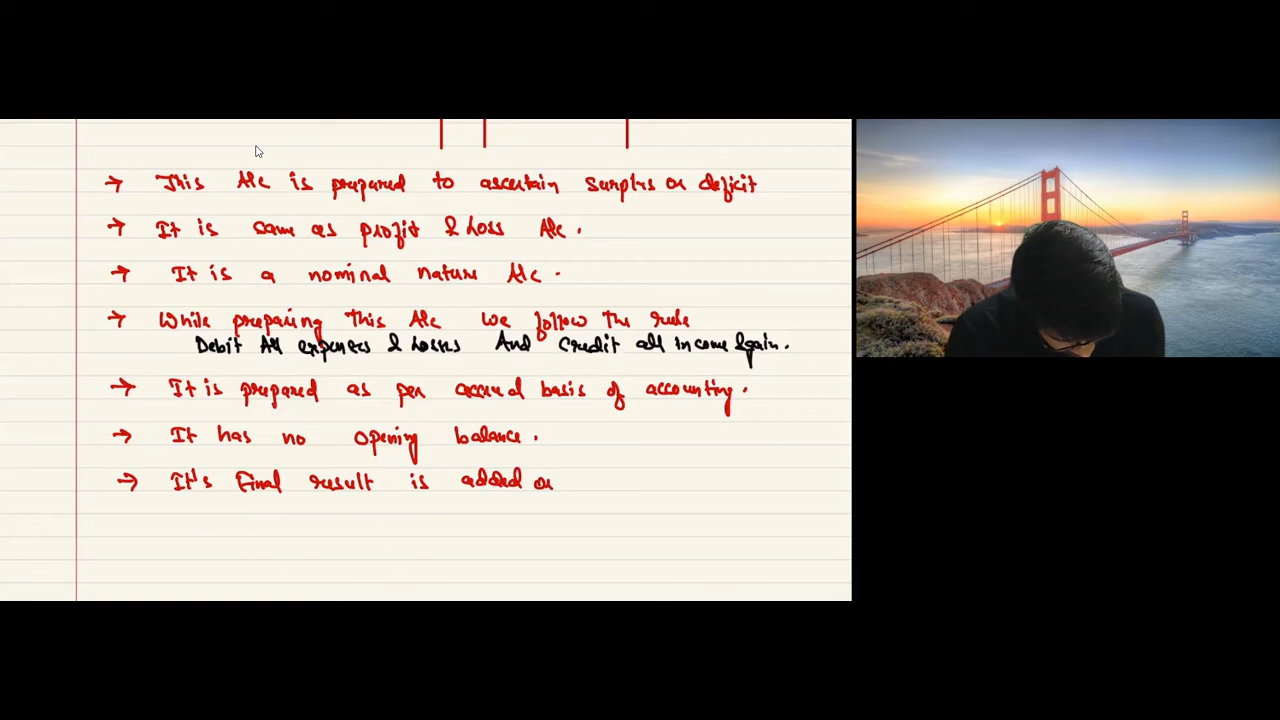 → This A/c is prepared to ascertain surplus or deficit
→ It is same as profit & Loss A/c.
→ It is a nominal nature A/c.
→ While preparing this A/c we follow the rule
Debit All expenses & Losses And Credit all income & gain.
→ It is prepared as per accrual basis of accounting.
→ It has no opening balance.
→ It's Final result is added or